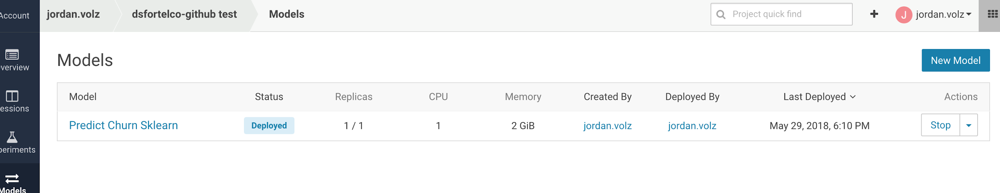 Account
jordan.volz
dsfortelco-github test
Models
Project quick find
J
jordan.volz
verview
essions
periments
Models
Models
New Model
Model Status Replicas CPU Memory Created By Deployed By Last Deployed Actions
Predict Churn Sklearn Deployed 1 / 1 1 2 GiB jordan.volz jordan.volz May 29, 2018, 6:10 PM Stop